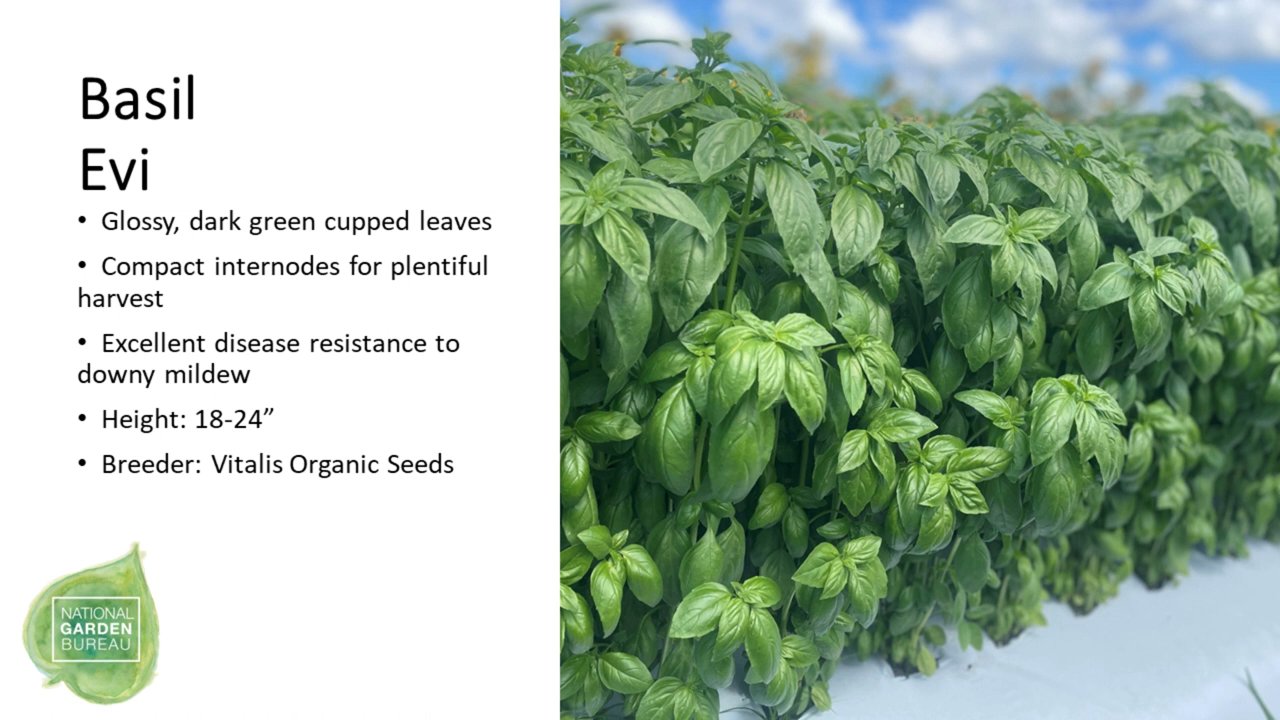 Basil
Evi
• Glossy, dark green cupped leaves
• Compact internodes for plentiful
harvest
• Excellent disease resistance to
downy mildew
• Height: 18-24”
• Breeder: Vitalis Organic Seeds
NATIONAL
GARDEN
BUREAU